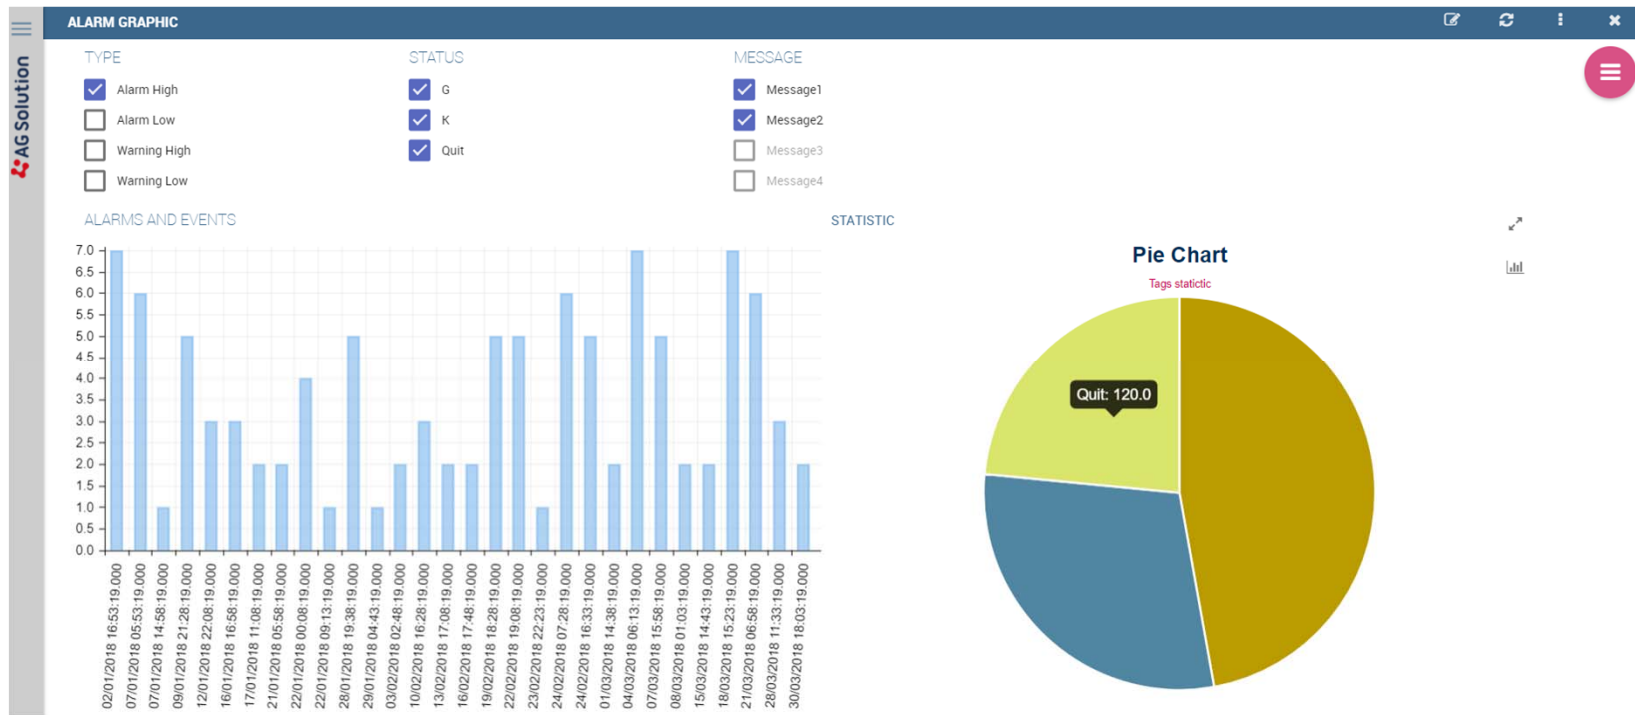 ALARM GRAPHIC
AG Solution
TYPE
Alarm High
Alarm Low
Warning High
Warning Low
STATUS
G
K
Quit
MESSAGE
Message1
Message2
Message3
Message4
ALARMS AND EVENTS
7.0
6.5
6.0
5.5
5.0
4.5
4.0
3.5
3.0
2.5
2.0
1.5
1.0
0.5
0.0
02/01/2018 16:53:19.000
07/01/2018 05:53:19.000
07/01/2018 14:58:19.000
09/01/2018 21:28:19.000
12/01/2018 22:08:19.000
16/01/2018 16:58:19.000
17/01/2018 11:08:19.000
21/01/2018 05:58:19.000
22/01/2018 00:08:19.000
22/01/2018 09:13:19.000
28/01/2018 19:38:19.000
29/01/2018 04:43:19.000
03/02/2018 02:48:19.000
10/02/2018 16:28:19.000
13/02/2018 17:08:19.000
16/02/2018 17:48:19.000
19/02/2018 18:28:19.000
22/02/2018 19:08:19.000
23/02/2018 22:23:19.000
24/02/2018 07:28:19.000
24/02/2018 16:33:19.000
01/03/2018 14:38:19.000
04/03/2018 06:13:19.000
07/03/2018 15:58:19.000
08/03/2018 01:03:19.000
15/03/2018 14:43:19.000
18/03/2018 15:23:19.000
21/03/2018 06:58:19.000
28/03/2018 11:33:19.000
30/03/2018 18:03:19.000
STATISTIC
Pie Chart
Tags statictic
Quit: 120.0